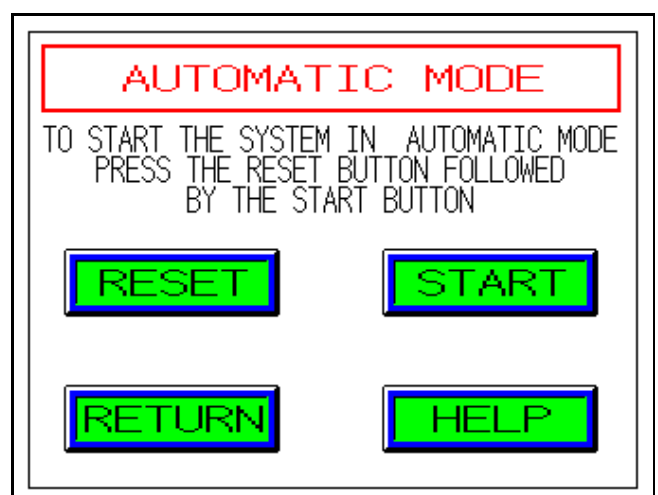 AUTOMATIC MODE
TO START THE SYSTEM IN AUTOMATIC MODE
PRESS THE RESET BUTTON FOLLOWED
BY THE START BUTTON
RESET
START
RETURN
HELP